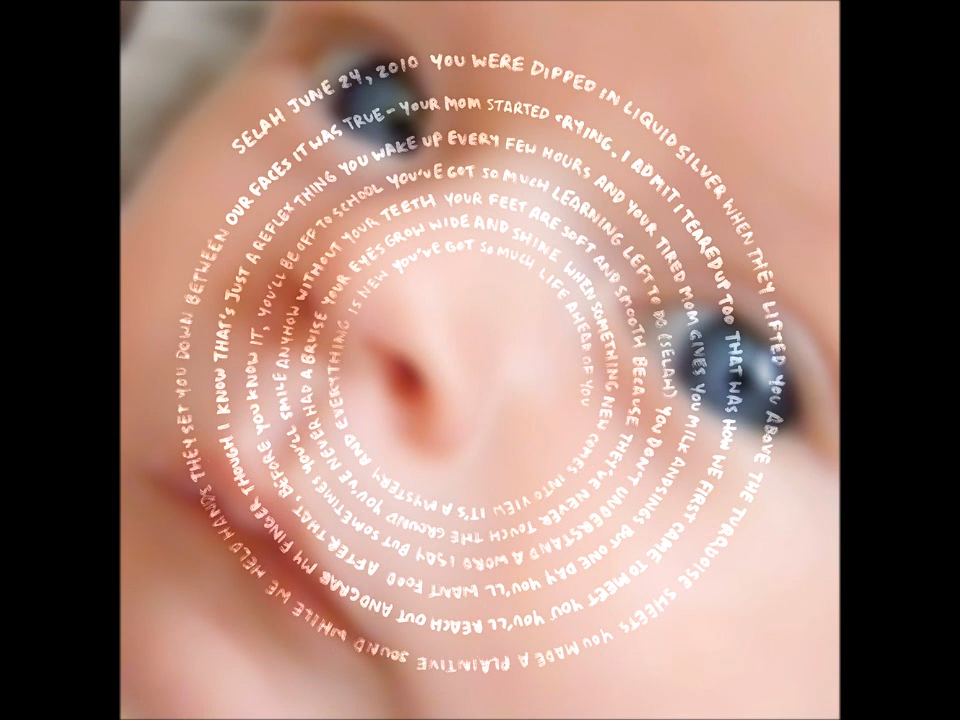 SELAH JUNE 24, 2010 YOU WERE DIPPED IN LIQUID SILVER WHEN THEY LIFTED YOU ABOVE THE TURQUOISE SHEETS YOU MADE A PLAINTIVE SOUND WHILE WE HELD HANDS THEY SET YOU DOWN BETWEEN OUR FACES IT WAS TRUE - YOUR MOM STARTED CRYING. I ADMIT I TEARED UP TOO THAT WAS HOW WE FIRST CAME TO MEET YOU YOU'LL REACH OUT AND GRAB MY FINGER THOUGH I KNOW THAT'S JUST A REFLEX THING YOU WAKE UP EVERY FEW HOURS AND YOUR TIRED MOM GIVES YOU MILK AND SINGS BUT ONE DAY YOU'LL WANT FOOD AFTER THAT, BEFORE YOU KNOW IT, YOU'LL BE OFF TO SCHOOL YOU'VE GOT SO MUCH LEARNING LEFT TO DO (SELAH) YOU DON'T UNDERSTAND A WORD I SAY BUT SOMETIMES YOU'LL SMILE ANYHOW WITHOUT YOUR TEETH YOUR FEET ARE SOFT AND SMOOTH BECAUSE THEY'VE NEVER TOUCH THE GROUND YOU'VE NEVER HAD A BRUISE YOUR EYES GROW WIDE AND SHINE WHEN SOMETHING NEW COMES INTO VIEW IT'S A MYSTERY AND EVERYTHING IS NEW YOU'VE GOT SO MUCH LIFE AHEAD OF YOU